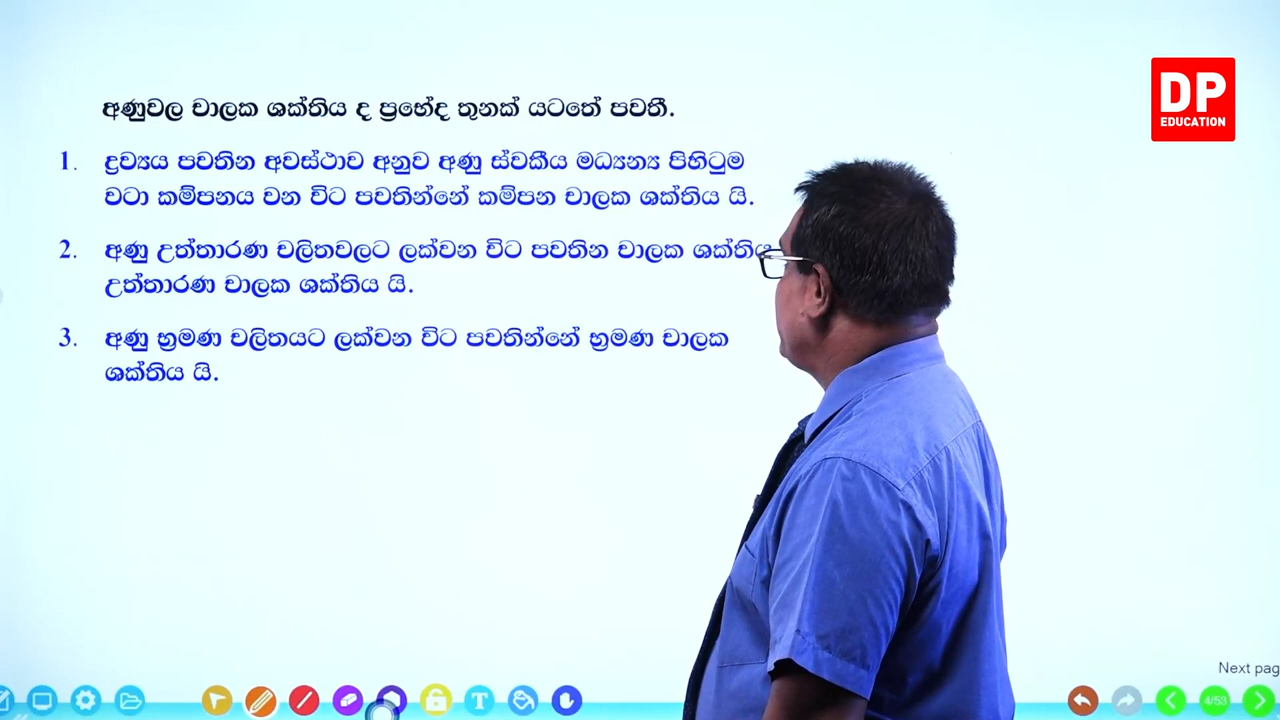 DP
EDUCATION
අණුවල චාලක ශක්තිය ද ප්‍රභේද තුනක් යටතේ පවතී.
1. ද්‍රව්‍යය පවතින අවස්ථාව අනුව අණු ස්වකීය මධ්‍යන්‍ය පිහිටුම
වටා කම්පනය වන විට පවතින්නේ කම්පන චාලක ශක්තිය යි.
2. අණු උත්තාරණ චලිතවලට ලක්වන විට පවතින චාලක ශක්තිය
උත්තාරණ චාලක ශක්තිය යි.
3. අණු භ්‍රමණ චලිතයට ලක්වන විට පවතින්නේ භ්‍රමණ චාලක
ශක්තිය යි.
Next pag
T
4/53